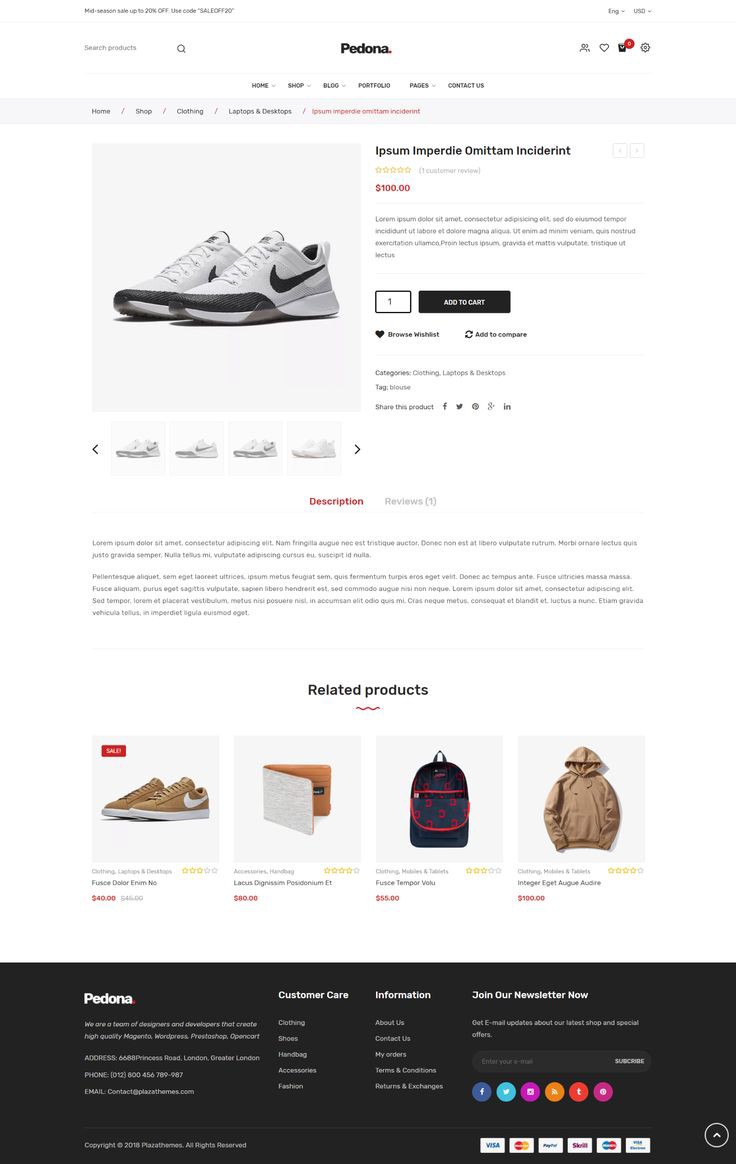 Mid-season sale up to 20% OFF. Use code "SALEOFF20"
Eng
USD
Search products
Pedona.
0
HOME
SHOP
BLOG
PORTFOLIO
PAGES
CONTACT US
Home / Shop / Clothing / Laptops & Desktops / Ipsum imperdie omittam inciderint
Ipsum Imperdie Omittam Inciderint
(1 customer review)
$100.00
Lorem ipsum dolor sit amet, consectetur adipisicing elit, sed do eiusmod tempor
incididunt ut labore et dolore magna aliqua. Ut enim ad minim veniam, quis nostrud
exercitation ullamco,Proin lectus ipsum, gravida et mattis vulputate, tristique ut
lectus
1
ADD TO CART
Browse Wishlist
Add to compare
Categories: Clothing, Laptops & Desktops
Tag: blouse
Share this product
Description
Reviews (1)
Lorem ipsum dolor sit amet, consectetur adipiscing elit. Nam fringilla augue nec est tristique auctor. Donec non est at libero vulputate rutrum. Morbi ornare lectus quis
justo gravida semper. Nulla tellus mi, vulputate adipiscing cursus eu, suscipit id nulla.
Pellentesque aliquet, sem eget laoreet ultrices, ipsum metus feugiat sem, quis fermentum turpis eros eget velit. Donec ac tempus ante. Fusce ultricies massa massa.
Fusce aliquam, purus eget sagittis vulputate, sapien libero hendrerit est, sed commodo augue nisi non neque. Lorem ipsum dolor sit amet, consectetur adipiscing elit.
Sed tempor, lorem et placerat vestibulum, metus nisi posuere nisl, in accumsan elit odio quis mi. Cras neque metus, consequat et blandit et, luctus a nunc. Etiam gravida
vehicula tellus, in imperdiet ligula euismod eget.
Related products
SALE!
Clothing, Laptops & Desktops
Fusce Dolor Enim No
$40.00 $45.00
Accessories, Handbag
Lacus Dignissim Posidonium Et
$80.00
Clothing, Mobiles & Tablets
Fusce Tempor Volu
$55.00
Clothing, Mobiles & Tablets
Integer Eget Augue Audire
$100.00
Pedona.
We are a team of designers and developers that create
high quality Magento, Wordpress, Prestashop, Opencart
ADDRESS: 6688Princess Road, London, Greater London
PHONE: (012) 800 456 789-987
EMAIL: Contact@plazathemes.com
Customer Care
Clothing
Shoes
Handbag
Accessories
Fashion
Information
About Us
Contact Us
My orders
Terms & Conditions
Returns & Exchanges
Join Our Newsletter Now
Get E-mail updates about our latest shop and special
offers.
Enter your e-mail
SUBCRIBE
Copyright © 2018 Plazathemes. All Rights Reserved
VISA
MasterCard
PayPal
Skrill
Maestro
VISA
Electron